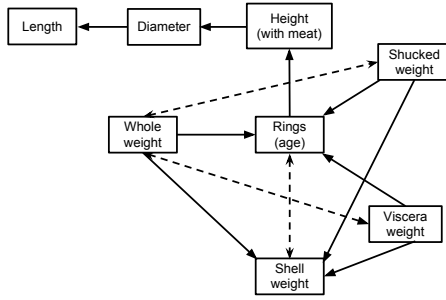 Length
Diameter
Height
(with meat)
Shucked
weight
Whole
weight
Rings
(age)
Viscera
weight
Shell
weight